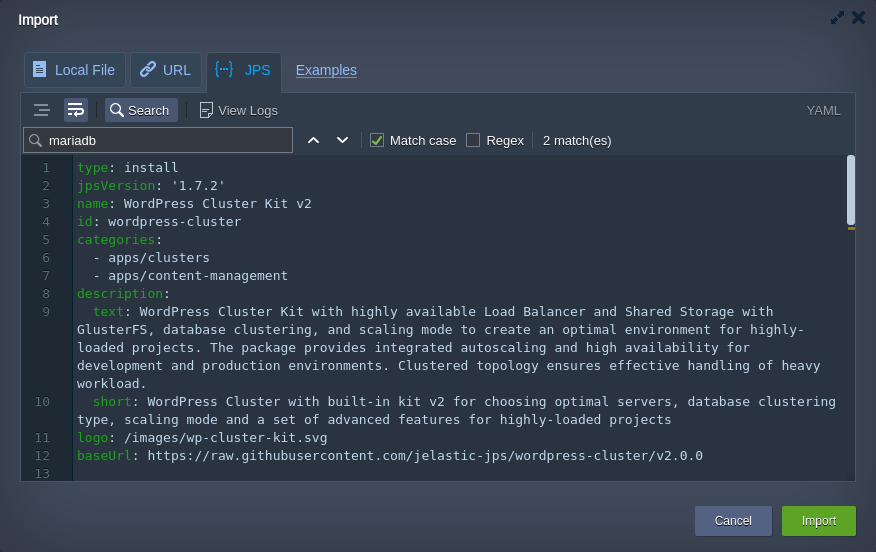 Import
Local File
URL
JPS
Examples
Search
View Logs
YAML
mariadb
Match case
Regex
2 match(es)
1 type: install
2 jpsVersion: '1.7.2'
3 name: WordPress Cluster Kit v2
4 id: wordpress-cluster
5 categories:
6 - apps/clusters
7 - apps/content-management
8 description:
9 text: WordPress Cluster Kit with highly available Load Balancer and Shared Storage with
GlusterFS, database clustering, and scaling mode to create an optimal environment for highly-
loaded projects. The package provides integrated autoscaling and high availability for
development and production environments. Clustered topology ensures effective handling of heavy
workload.
10 short: WordPress Cluster with built-in kit v2 for choosing optimal servers, database clustering
type, scaling mode and a set of advanced features for highly-loaded projects
11 logo: /images/wp-cluster-kit.svg
12 baseUrl: https://raw.githubusercontent.com/jelastic-jps/wordpress-cluster/v2.0.0
13
Cancel
Import